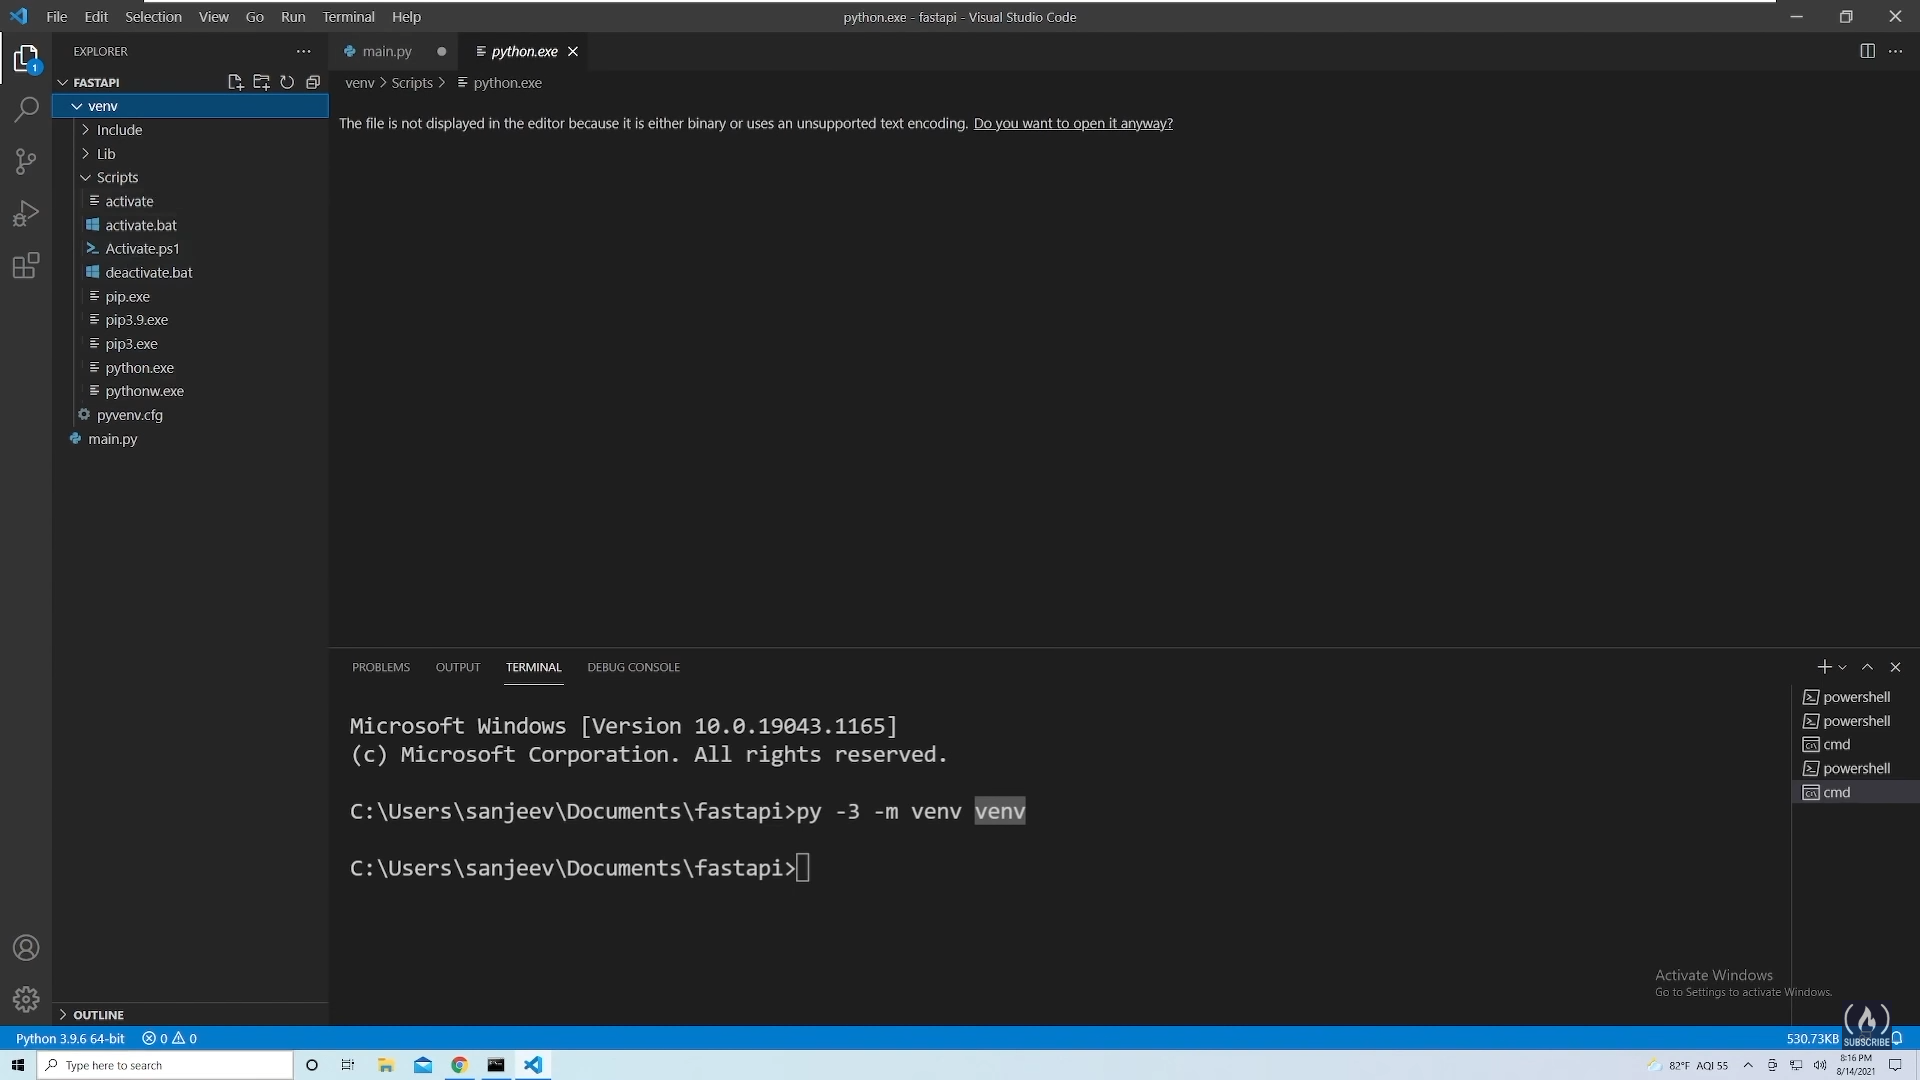 File Edit Selection View Go Run Terminal Help
python.exe - fastapi - Visual Studio Code
EXPLORER
main.py
python.exe
1
FASTAPI
venv > Scripts > python.exe
venv
The file is not displayed in the editor because it is either binary or uses an unsupported text encoding. Do you want to open it anyway?
Include
Lib
Scripts
activate
activate.bat
Activate.ps1
deactivate.bat
pip.exe
pip3.9.exe
pip3.exe
python.exe
pythonw.exe
pyvenv.cfg
main.py
PROBLEMS OUTPUT TERMINAL DEBUG CONSOLE
Microsoft Windows [Version 10.0.19043.1165]
(c) Microsoft Corporation. All rights reserved.
C:\Users\sanjeev\Documents\fastapi>py -3 -m venv venv
C:\Users\sanjeev\Documents\fastapi>
powershell
powershell
cmd
powershell
cmd
Activate Windows
Go to Settings to activate Windows.
OUTLINE
Python 3.9.6 64-bit 0 0
530.73KB
SUBSCRIBE
Type here to search
82°F AQI 55
8:16 PM
8/14/2021